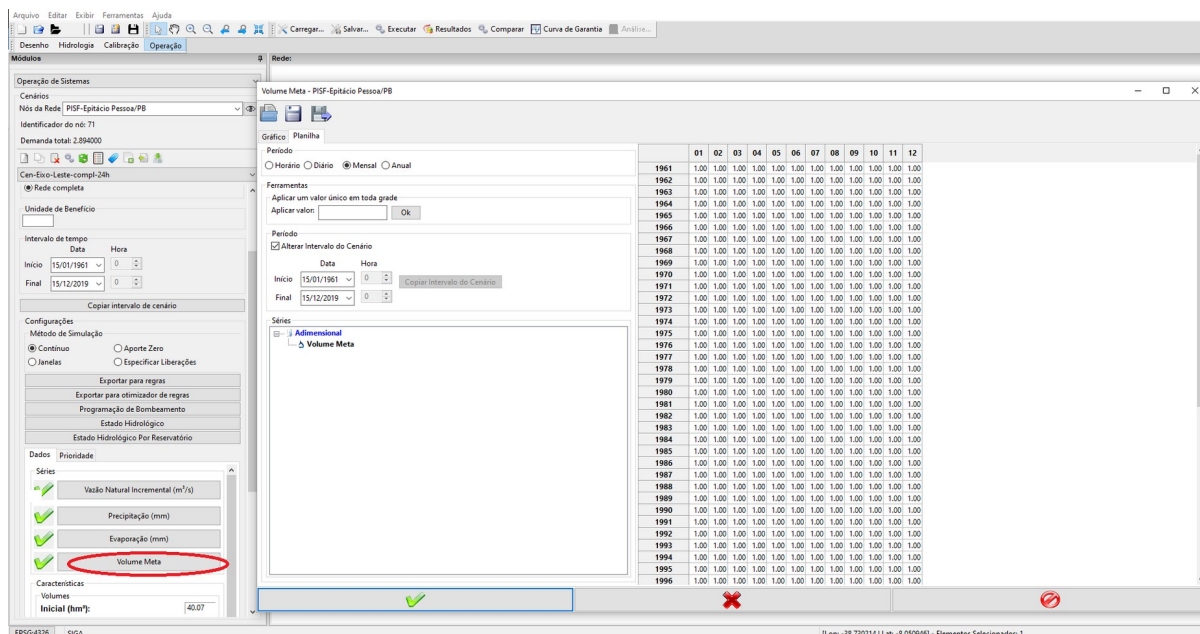 Arquivo Editar Exibir Ferramentas Ajuda
Carregar... Salvar... Executar Resultados Comparar Curva de Garantia Análise...
Desenho Hidrologia Calibração Operação
Módulos
Rede:
Operação de Sistemas
Cenários
Nós da Rede PISF-Epitácio Pessoa/PB
Identificador do nó: 71
Demanda total: 2.894000
Cen-Eixo-Leste-compl-24h
Rede completa
Unidade de Benefício
Intervalo de tempo
Data Hora
Início 15/01/1961 0
Final 15/12/2019 0
Copiar intervalo de cenário
Configurações
Método de Simulação
Contínuo Aporte Zero
Janelas Especificar Liberações
Exportar para regras
Exportar para otimizador de regras
Programação de Bombeamento
Estado Hidrológico
Estado Hidrológico Por Reservatório
Dados Prioridade
Séries
Vazão Natural Incremental (m³/s)
Precipitação (mm)
Evaporação (mm)
Volume Meta
Características
Volumes
Inicial (hm³): 40.07
Volume Meta - PISF-Epitácio Pessoa/PB
Gráfico Planilha
Período
Horário Diário Mensal Anual
Ferramentas
Aplicar um valor único em toda grade
Aplicar valor: Ok
Período
Alterar Intervalo do Cenário
Data Hora
Início 15/01/1961 0 Copiar Intervalo do Cenário
Final 15/12/2019 0
Séries
Adimensional
Volume Meta
01 02 03 04 05 06 07 08 09 10 11 12
1961 1.00 1.00 1.00 1.00 1.00 1.00 1.00 1.00 1.00 1.00 1.00 1.00
1962 1.00 1.00 1.00 1.00 1.00 1.00 1.00 1.00 1.00 1.00 1.00 1.00
1963 1.00 1.00 1.00 1.00 1.00 1.00 1.00 1.00 1.00 1.00 1.00 1.00
1964 1.00 1.00 1.00 1.00 1.00 1.00 1.00 1.00 1.00 1.00 1.00 1.00
1965 1.00 1.00 1.00 1.00 1.00 1.00 1.00 1.00 1.00 1.00 1.00 1.00
1966 1.00 1.00 1.00 1.00 1.00 1.00 1.00 1.00 1.00 1.00 1.00 1.00
1967 1.00 1.00 1.00 1.00 1.00 1.00 1.00 1.00 1.00 1.00 1.00 1.00
1968 1.00 1.00 1.00 1.00 1.00 1.00 1.00 1.00 1.00 1.00 1.00 1.00
1969 1.00 1.00 1.00 1.00 1.00 1.00 1.00 1.00 1.00 1.00 1.00 1.00
1970 1.00 1.00 1.00 1.00 1.00 1.00 1.00 1.00 1.00 1.00 1.00 1.00
1971 1.00 1.00 1.00 1.00 1.00 1.00 1.00 1.00 1.00 1.00 1.00 1.00
1972 1.00 1.00 1.00 1.00 1.00 1.00 1.00 1.00 1.00 1.00 1.00 1.00
1973 1.00 1.00 1.00 1.00 1.00 1.00 1.00 1.00 1.00 1.00 1.00 1.00
1974 1.00 1.00 1.00 1.00 1.00 1.00 1.00 1.00 1.00 1.00 1.00 1.00
1975 1.00 1.00 1.00 1.00 1.00 1.00 1.00 1.00 1.00 1.00 1.00 1.00
1976 1.00 1.00 1.00 1.00 1.00 1.00 1.00 1.00 1.00 1.00 1.00 1.00
1977 1.00 1.00 1.00 1.00 1.00 1.00 1.00 1.00 1.00 1.00 1.00 1.00
1978 1.00 1.00 1.00 1.00 1.00 1.00 1.00 1.00 1.00 1.00 1.00 1.00
1979 1.00 1.00 1.00 1.00 1.00 1.00 1.00 1.00 1.00 1.00 1.00 1.00
1980 1.00 1.00 1.00 1.00 1.00 1.00 1.00 1.00 1.00 1.00 1.00 1.00
1981 1.00 1.00 1.00 1.00 1.00 1.00 1.00 1.00 1.00 1.00 1.00 1.00
1982 1.00 1.00 1.00 1.00 1.00 1.00 1.00 1.00 1.00 1.00 1.00 1.00
1983 1.00 1.00 1.00 1.00 1.00 1.00 1.00 1.00 1.00 1.00 1.00 1.00
1984 1.00 1.00 1.00 1.00 1.00 1.00 1.00 1.00 1.00 1.00 1.00 1.00
1985 1.00 1.00 1.00 1.00 1.00 1.00 1.00 1.00 1.00 1.00 1.00 1.00
1986 1.00 1.00 1.00 1.00 1.00 1.00 1.00 1.00 1.00 1.00 1.00 1.00
1987 1.00 1.00 1.00 1.00 1.00 1.00 1.00 1.00 1.00 1.00 1.00 1.00
1988 1.00 1.00 1.00 1.00 1.00 1.00 1.00 1.00 1.00 1.00 1.00 1.00
1989 1.00 1.00 1.00 1.00 1.00 1.00 1.00 1.00 1.00 1.00 1.00 1.00
1990 1.00 1.00 1.00 1.00 1.00 1.00 1.00 1.00 1.00 1.00 1.00 1.00
1991 1.00 1.00 1.00 1.00 1.00 1.00 1.00 1.00 1.00 1.00 1.00 1.00
1992 1.00 1.00 1.00 1.00 1.00 1.00 1.00 1.00 1.00 1.00 1.00 1.00
1993 1.00 1.00 1.00 1.00 1.00 1.00 1.00 1.00 1.00 1.00 1.00 1.00
1994 1.00 1.00 1.00 1.00 1.00 1.00 1.00 1.00 1.00 1.00 1.00 1.00
1995 1.00 1.00 1.00 1.00 1.00 1.00 1.00 1.00 1.00 1.00 1.00 1.00
1996 1.00 1.00 1.00 1.00 1.00 1.00 1.00 1.00 1.00 1.00 1.00 1.00
EPSG:4326 SIGA